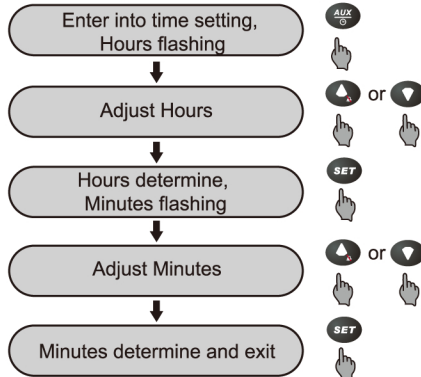 Enter into time setting,
Hours flashing
AUX
Adjust Hours
or
Hours determine,
Minutes flashing
SET
Adjust Minutes
or
Minutes determine and exit
SET